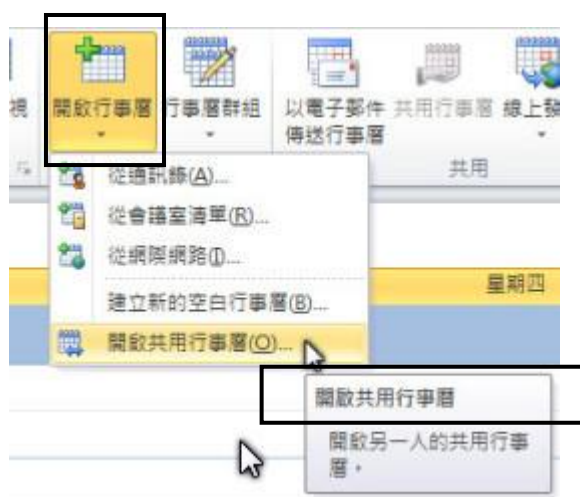 視
開啟行事曆
行事曆群組
以電子郵件
傳送行事曆
共用行事曆
線上發
共用
從通訊錄(A)...
從會議室清單(R)...
從網際網路(I)...
建立新的空白行事曆(B)...
星期四
開啟共用行事曆(O)...
開啟共用行事曆
開啟另一人的共用行事
曆。